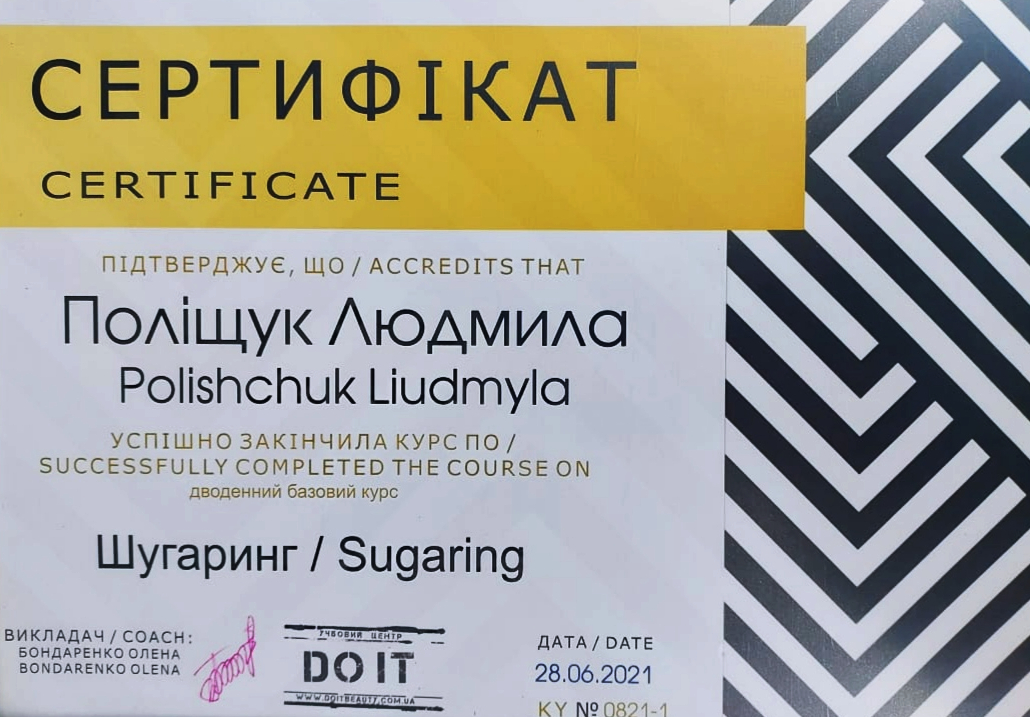 СЕРТИФІКАТ
CERTIFICATE
ПІДТВЕРДЖУЄ, ЩО / ACCREDITS THAT
Поліщук Людмила
Polishchuk Liudmyla
УСПІШНО ЗАКІНЧИЛА КУРС ПО /
SUCCESSFULLY COMPLETED THE COURSE ON
дводенний базовий курс
Шугаринг / Sugaring
ВИКЛАДАЧ / COACH:
БОНДАРЕНКО ОЛЕНА
BONDARENKO OLENA
УЧБОВИЙ ЦЕНТР
DO IT
WWW.DOITBEAUTY.COM.UA
ДАТА / DATE
28.06.2021
KY № 0821-1